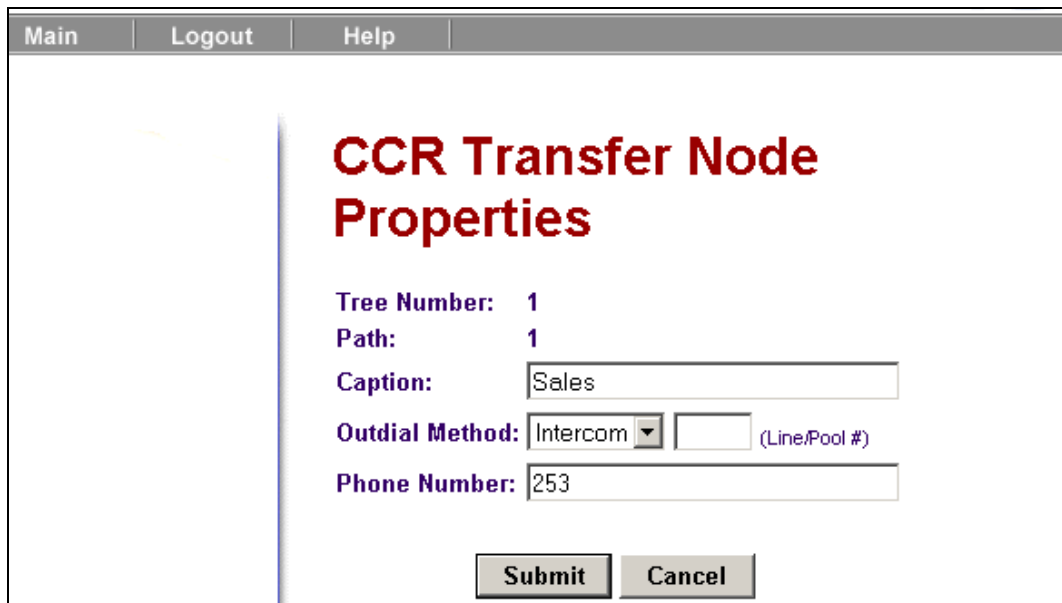 Main Logout Help
CCR Transfer Node
Properties
Tree Number: 1
Path: 1
Caption: Sales
Outdial Method: Intercom (Line/Pool #)
Phone Number: 253
Submit Cancel